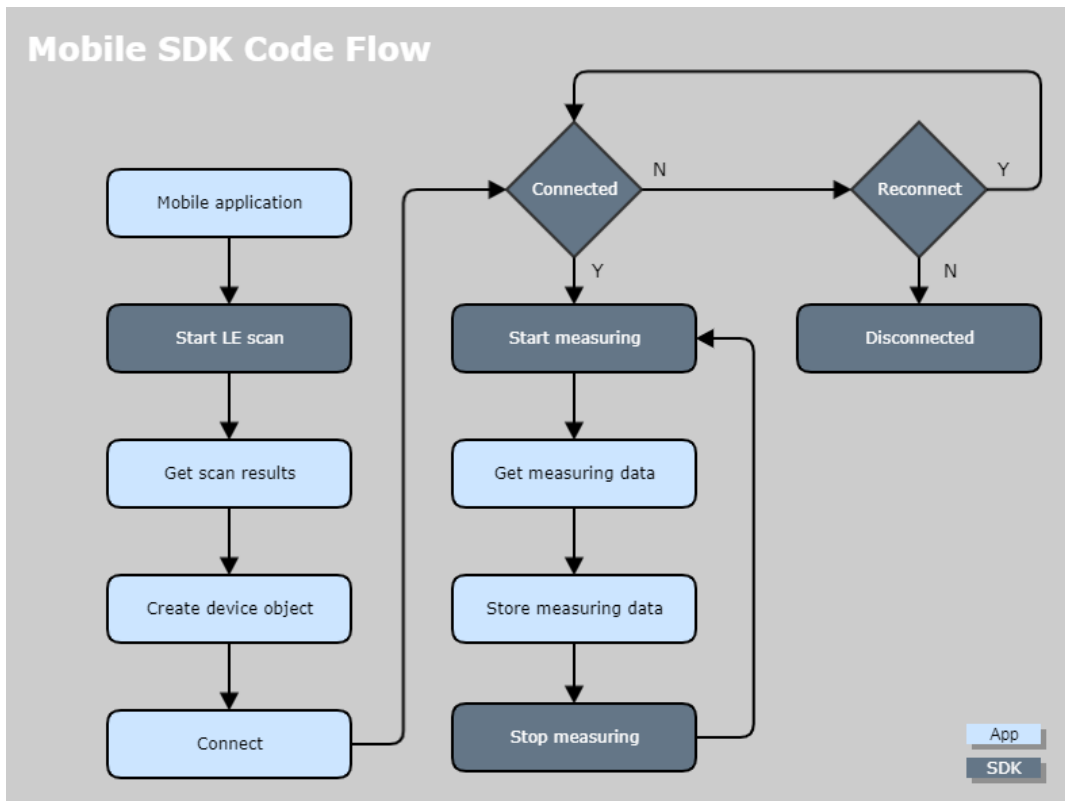 Mobile SDK Code Flow
Mobile application
Start LE scan
Get scan results
Create device object
Connect
Connected
N
Y
Reconnect
Y
N
Start measuring
Disconnected
Get measuring data
Store measuring data
Stop measuring
App
SDK